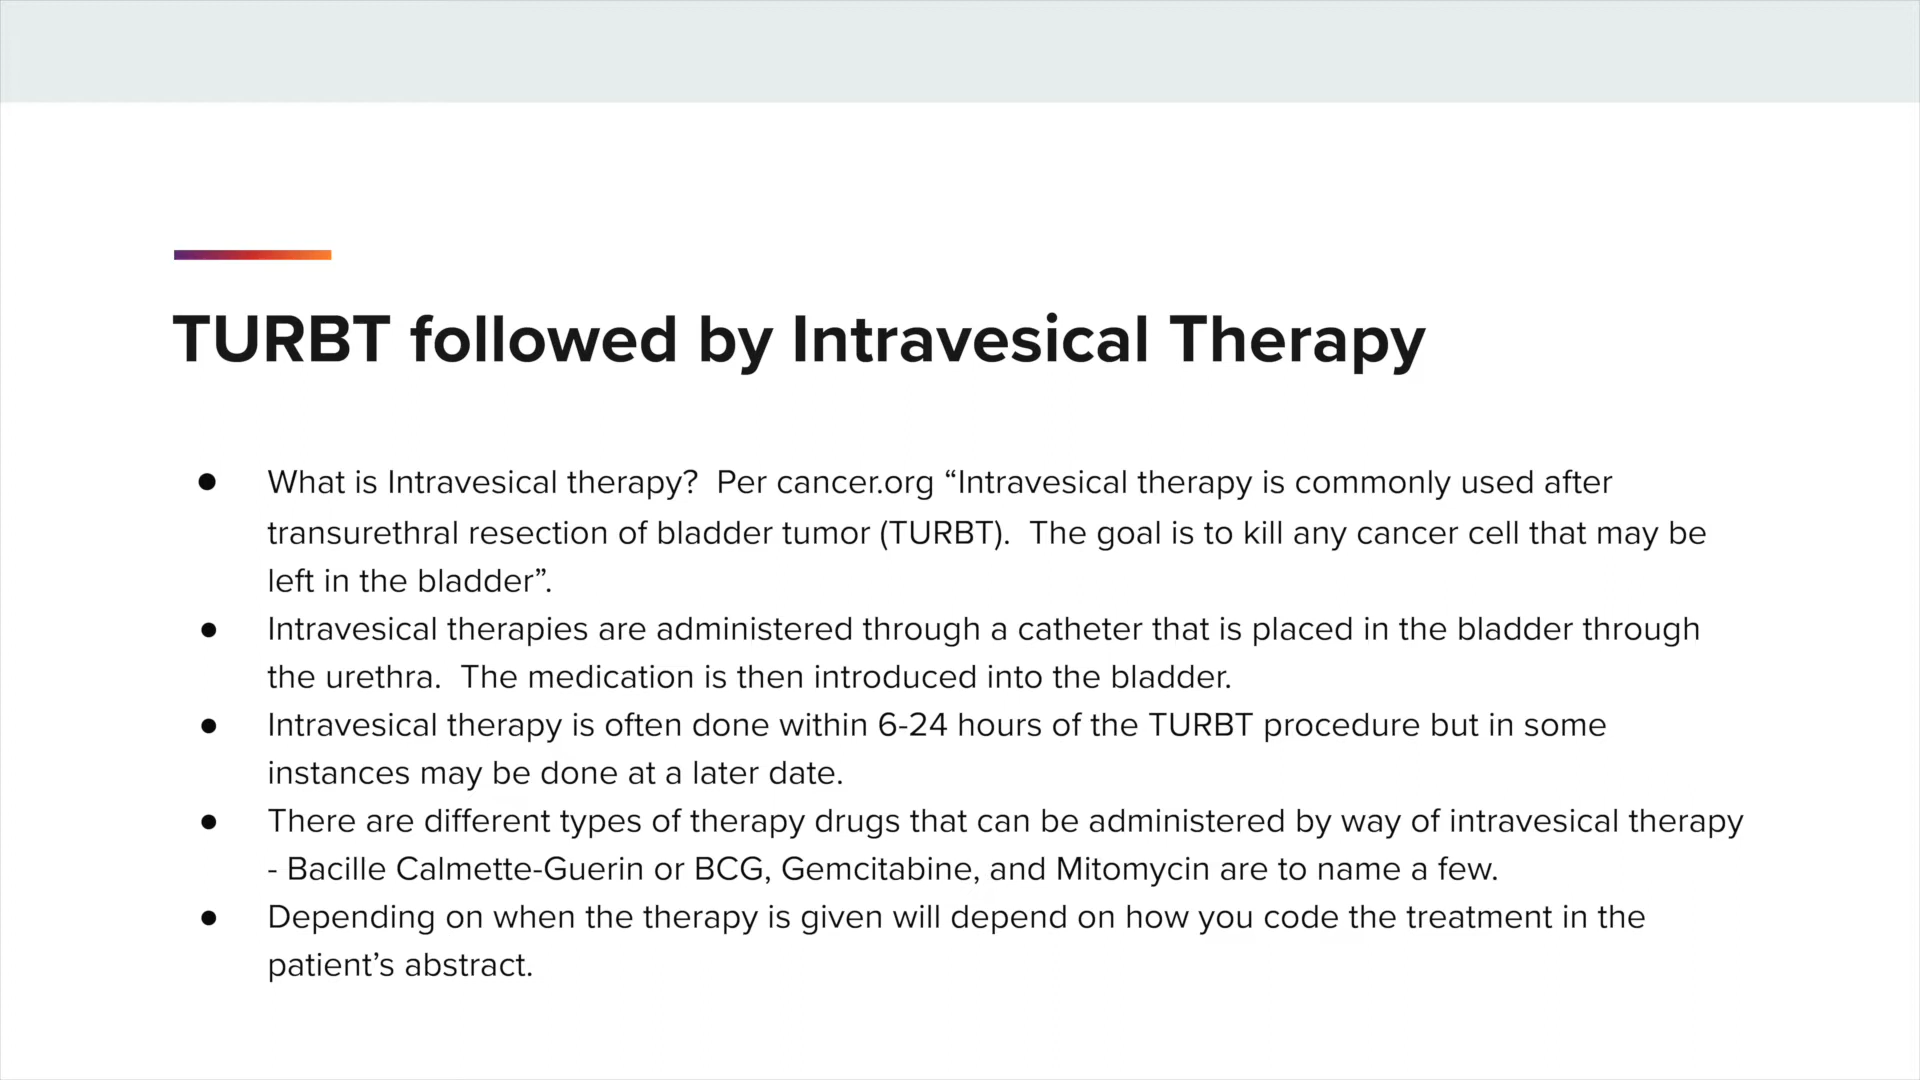 TURBT followed by Intravesical Therapy
● What is Intravesical therapy?  Per cancer.org “Intravesical therapy is commonly used after
transurethral resection of bladder tumor (TURBT).  The goal is to kill any cancer cell that may be
left in the bladder”.
● Intravesical therapies are administered through a catheter that is placed in the bladder through
the urethra.  The medication is then introduced into the bladder.
● Intravesical therapy is often done within 6-24 hours of the TURBT procedure but in some
instances may be done at a later date.
● There are different types of therapy drugs that can be administered by way of intravesical therapy
- Bacille Calmette-Guerin or BCG, Gemcitabine, and Mitomycin are to name a few.
● Depending on when the therapy is given will depend on how you code the treatment in the
patient’s abstract.